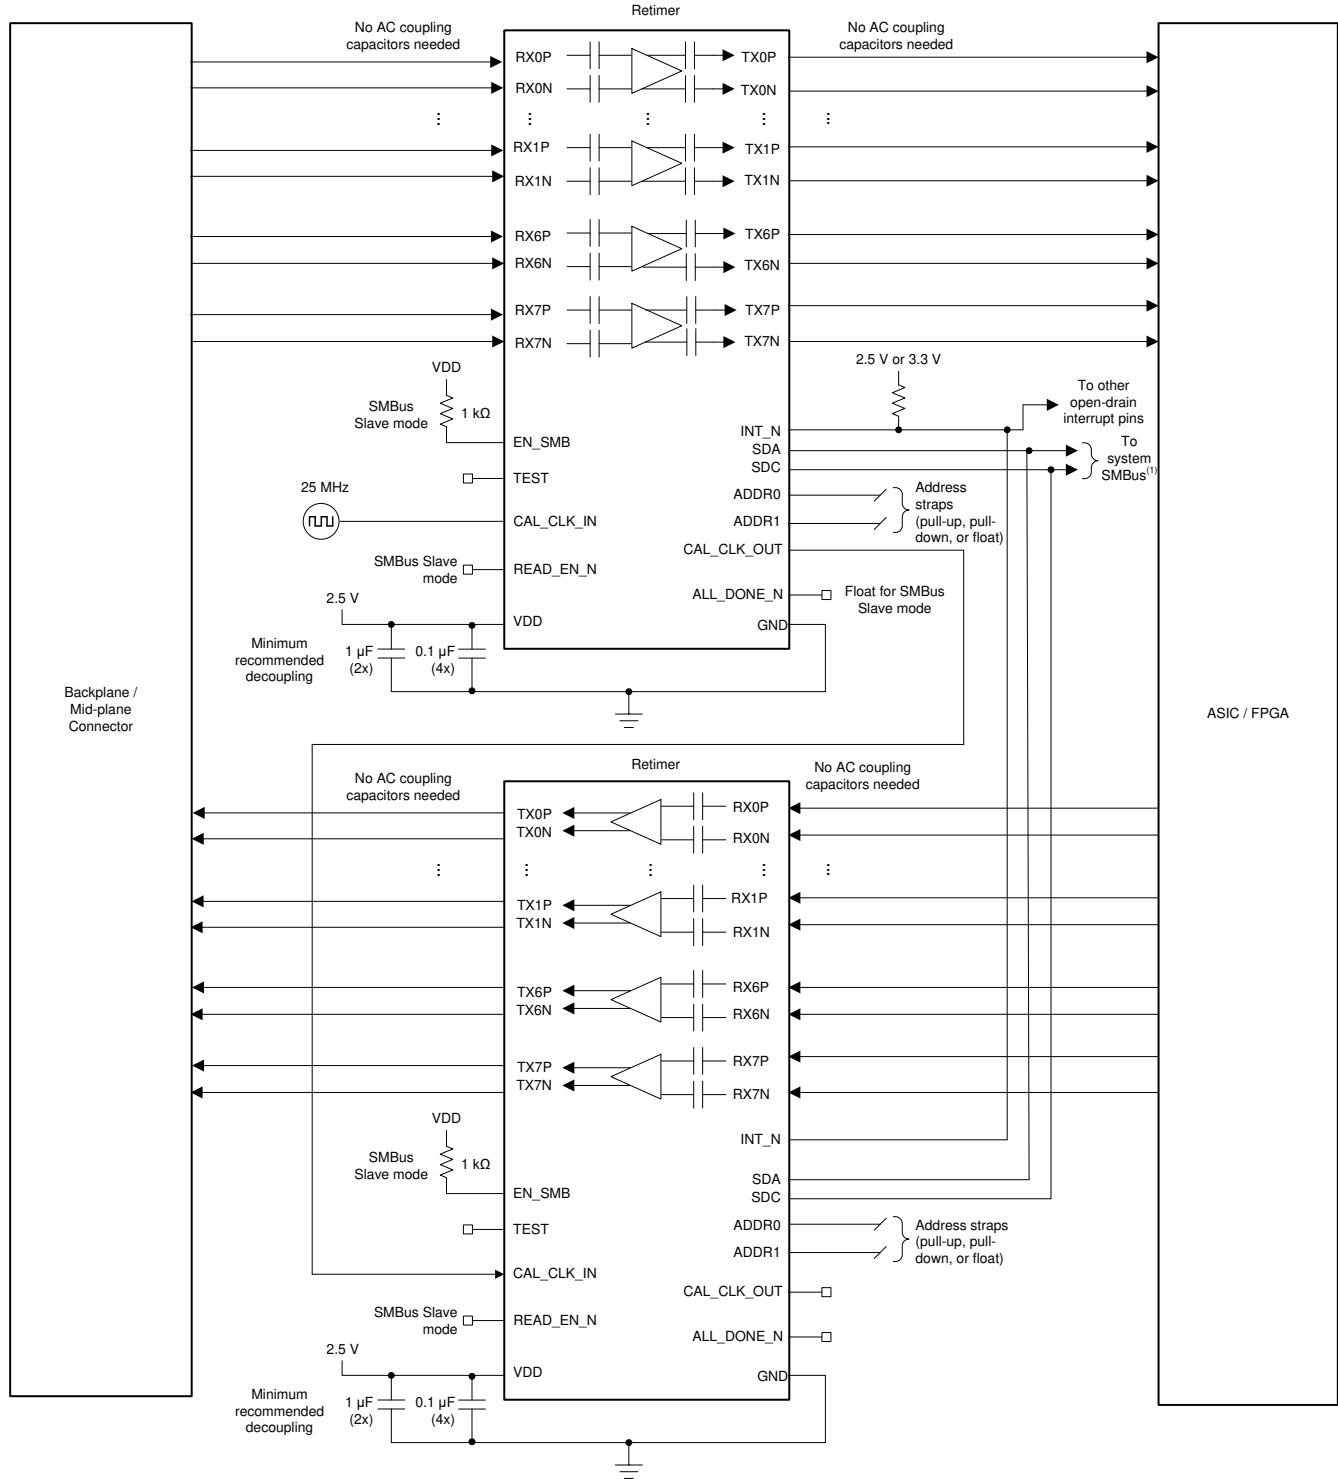 Retimer
No AC coupling
capacitors needed
No AC coupling
capacitors needed
RX0P
TX0P
RX0N
TX0N
...
...
...
...
...
RX1P
TX1P
RX1N
TX1N
RX6P
TX6P
RX6N
TX6N
RX7P
TX7P
RX7N
TX7N
VDD
SMBus
Slave mode
1 kΩ
EN_SMB
TEST
25 MHz
CAL_CLK_IN
SMBus Slave
mode
READ_EN_N
2.5 V
VDD
Minimum
recommended
decoupling
1 µF
(2x)
0.1 µF
(4x)
2.5 V or 3.3 V
To other
open-drain
interrupt pins
INT_N
SDA
SDC
To
system
SMBus(1)
ADDR0
ADDR1
Address
straps
(pull-up, pull-
down, or float)
CAL_CLK_OUT
ALL_DONE_N
Float for SMBus
Slave mode
GND
Backplane /
Mid-plane
Connector
ASIC / FPGA
Retimer
No AC coupling
capacitors needed
No AC coupling
capacitors needed
TX0P
RX0P
TX0N
RX0N
...
...
...
...
...
TX1P
RX1P
TX1N
RX1N
TX6P
RX6P
TX6N
RX6N
TX7P
RX7P
TX7N
RX7N
VDD
SMBus
Slave mode
1 kΩ
EN_SMB
TEST
CAL_CLK_IN
SMBus Slave
mode
READ_EN_N
2.5 V
VDD
Minimum
recommended
decoupling
1 µF
(2x)
0.1 µF
(4x)
INT_N
SDA
SDC
ADDR0
ADDR1
Address straps
(pull-up, pull-
down, or float)
CAL_CLK_OUT
ALL_DONE_N
GND